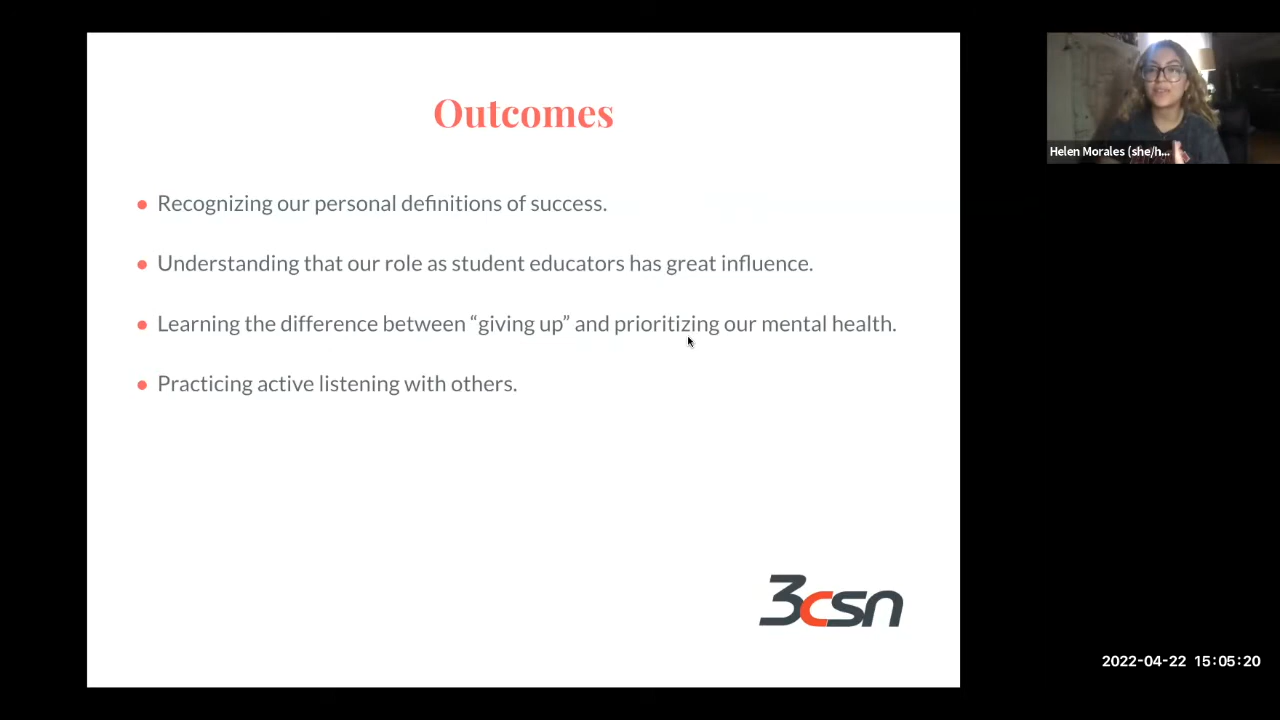 Outcomes
Helen Morales (she/h...
● Recognizing our personal definitions of success.
● Understanding that our role as student educators has great influence.
● Learning the difference between “giving up” and prioritizing our mental health.
● Practicing active listening with others.
3csn
2022-04-22 15:05:20